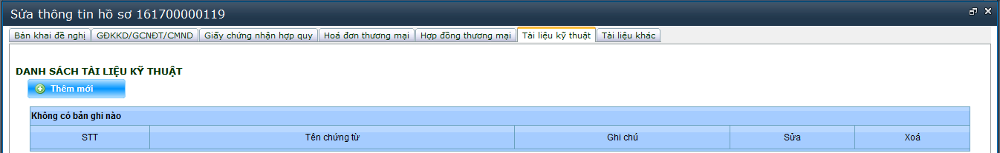 Sửa thông tin hồ sơ 161700000119
Bản khai đề nghị GĐKKD/GCNĐT/CMND Giấy chứng nhận hợp quy Hoá đơn thương mại Hợp đồng thương mại Tài liệu kỹ thuật Tài liệu khác
DANH SÁCH TÀI LIỆU KỸ THUẬT
Thêm mới
Không có bản ghi nào
STT Tên chứng từ Ghi chú Sửa Xoá